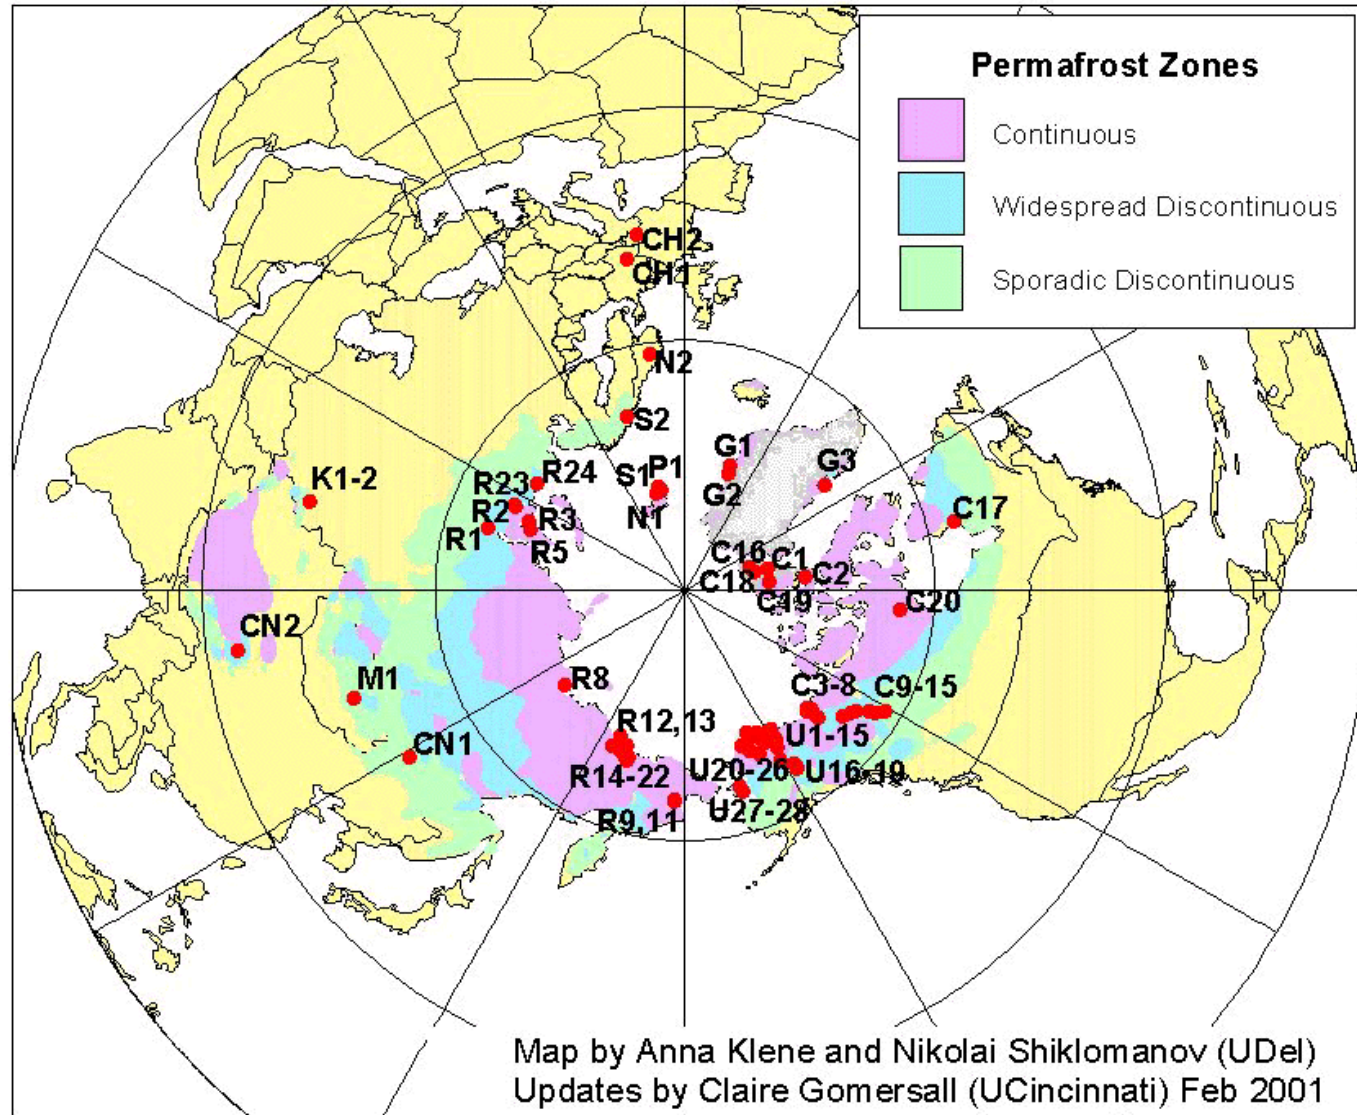 Permafrost Zones
Continuous
Widespread Discontinuous
Sporadic Discontinuous
CH2
CH1
N2
S2
G1
P1
G3
S1
R24
R23
G2
K1-2
N1
R2
R3
C17
R1
R5
C16
C1
C18
C2
C19
C20
CN2
M1
R8
C3-8
C9-15
R12,13
U1-15
CN1
R14-22
U20-26
U16-19
R9,11
U27-28
Map by Anna Klene and Nikolai Shiklomanov (UDel)
Updates by Claire Gomersall (UCincinnati) Feb 2001